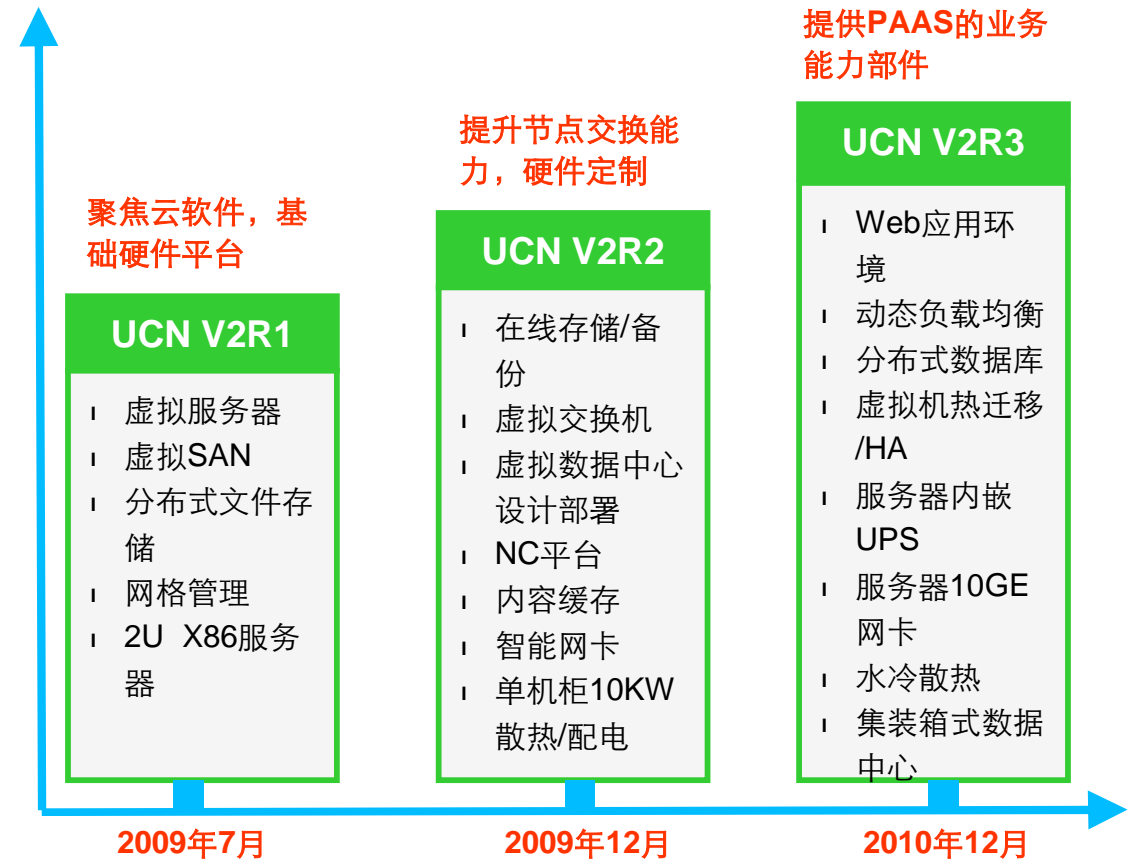 聚焦云软件，基
础硬件平台
UCN V2R1
虚拟服务器
虚拟SAN
分布式文件存
储
网格管理
2U X86服务
器
2009年7月
提升节点交换能
力，硬件定制
UCN V2R2
在线存储/备
份
虚拟交换机
虚拟数据中心
设计部署
NC平台
内容缓存
智能网卡
单机柜10KW
散热/配电
2009年12月
提供PAAS的业务
能力部件
UCN V2R3
Web应用环
境
动态负载均衡
分布式数据库
虚拟机热迁移
/HA
服务器内嵌
UPS
服务器10GE
网卡
水冷散热
集装箱式数据
中心
2010年12月